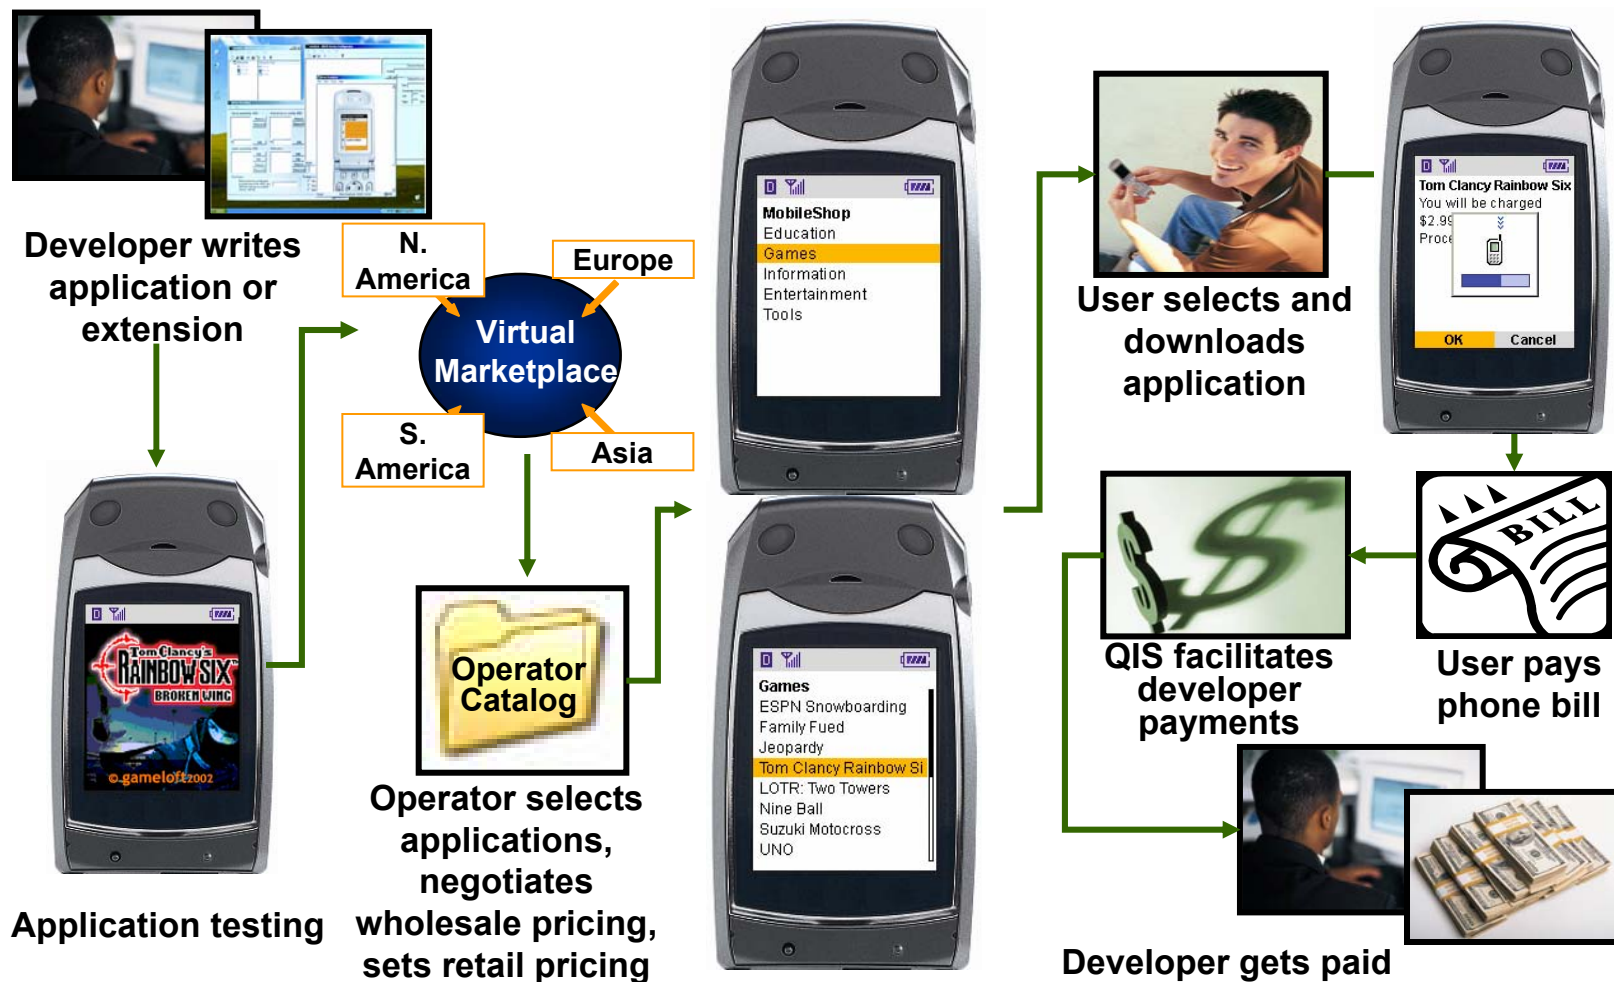 Developer writes
application or
extension
N.
America
Europe
Virtual
Marketplace
S.
America
Asia
Tom Clancy's
RAINBOW SIX
BROKEN WING
© gameloft2002
Application testing
Operator
Catalog
Operator selects
applications,
negotiates
wholesale pricing,
sets retail pricing
D
MobileShop
Education
Games
Information
Entertainment
Tools
D
Games
ESPN Snowboarding
Family Fued
Jeopardy
Tom Clancy Rainbow Si
LOTR: Two Towers
Nine Ball
Suzuki Motocross
UNO
User selects and
downloads
application
D
Tom Clancy Rainbow Six
You will be charged
$2.99
Proce
OK Cancel
BILL
User pays
phone bill
QIS facilitates
developer
payments
Developer gets paid